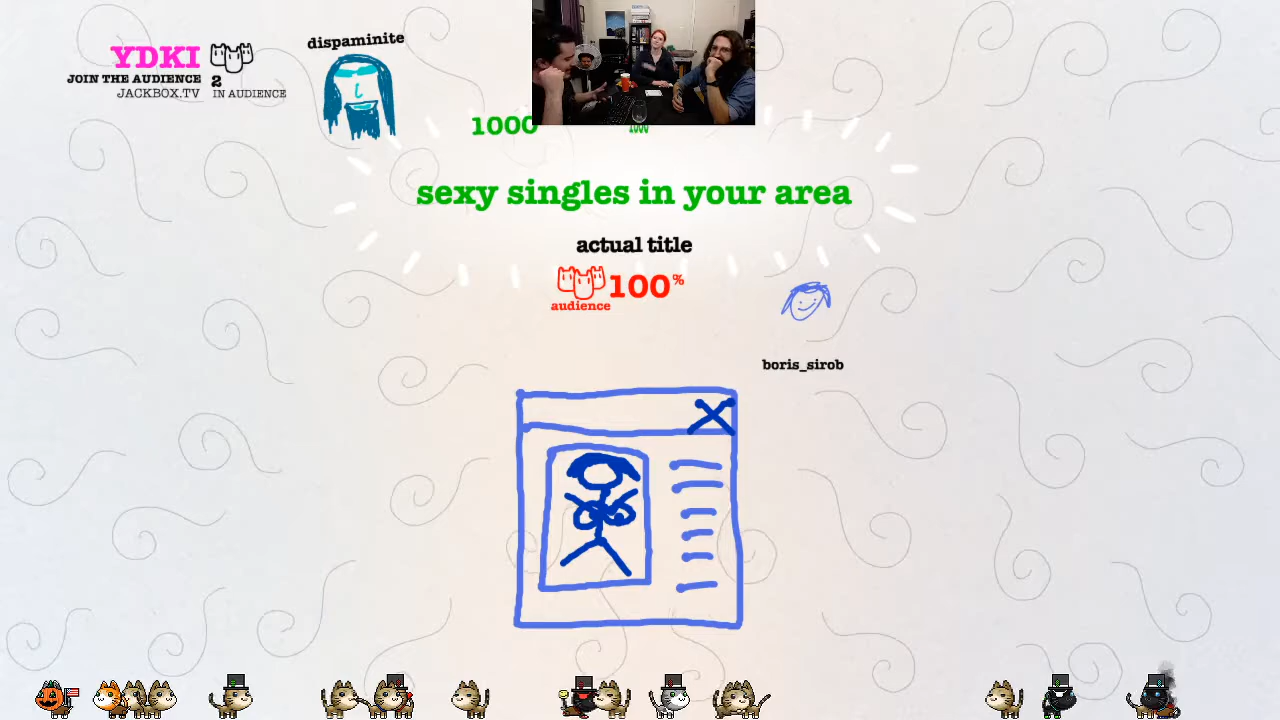 YDKI
JOIN THE AUDIENCE
JACKBOX.TV
2
IN AUDIENCE
dispaminite
1000
1000
sexy singles in your area
actual title
100%
audience
boris_sirob
X